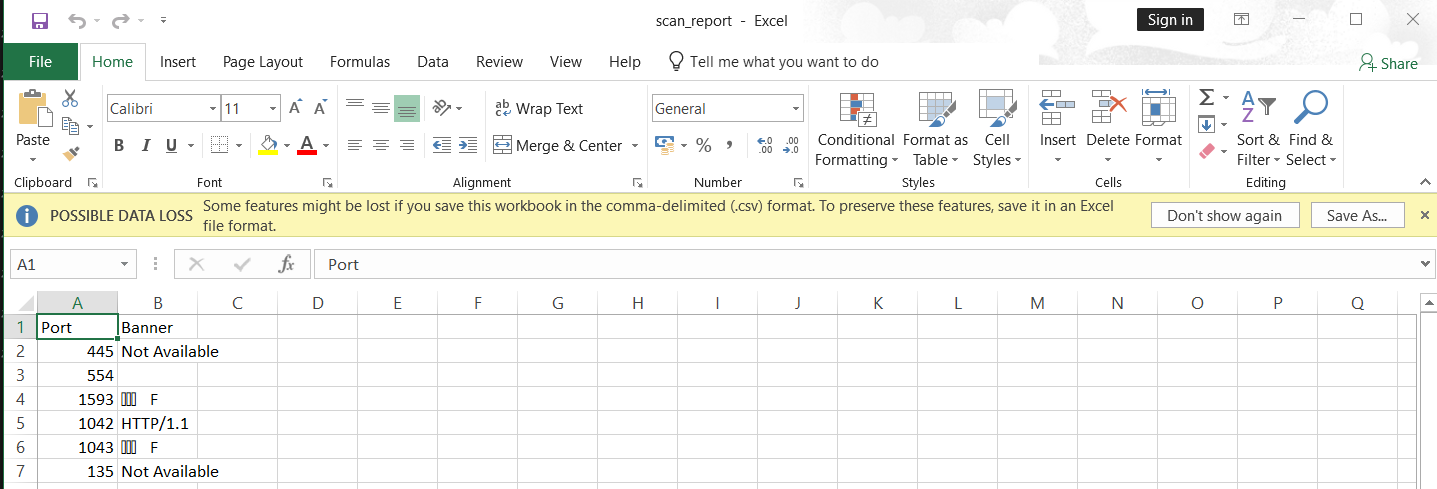 scan_report - Excel
Sign in
File Home Insert Page Layout Formulas Data Review View Help Tell me what you want to do
Share
Paste
Calibri 11
Wrap Text
General
B I U
Merge & Center
% ,
Conditional Formatting
Format as Table
Cell Styles
Insert Delete Format
Sort & Filter
Find & Select
Clipboard Font Alignment Number Styles Cells Editing
POSSIBLE DATA LOSS Some features might be lost if you save this workbook in the comma-delimited (.csv) format. To preserve these features, save it in an Excel
file format.
Don't show again Save As...
A1 fx Port
A B C D E F G H I J K L M N O P Q
1 Port Banner
2 445 Not Available
3 554
4 1593 F
5 1042 HTTP/1.1
6 1043 F
7 135 Not Available